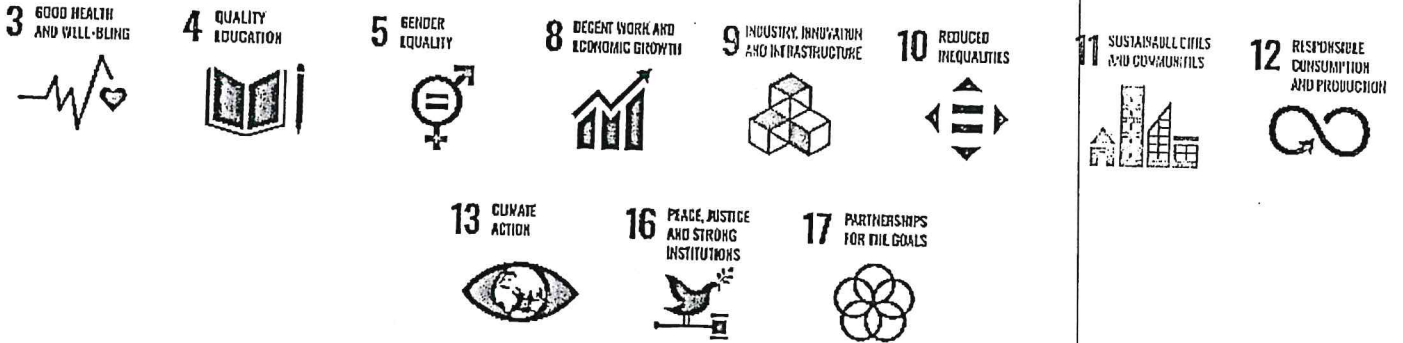 3 GOOD HEALTH
AND WELL-BEING
4 QUALITY
EDUCATION
5 GENDER
EQUALITY
8 DECENT WORK AND
ECONOMIC GROWTH
9 INDUSTRY, INNOVATION
AND INFRASTRUCTURE
10 REDUCED
INEQUALITIES
11 SUSTAINABLE CITIES
AND COMMUNITIES
12 RESPONSIBLE
CONSUMPTION
AND PRODUCTION
13 CLIMATE
ACTION
16 PEACE, JUSTICE
AND STRONG
INSTITUTIONS
17 PARTNERSHIPS
FOR THE GOALS